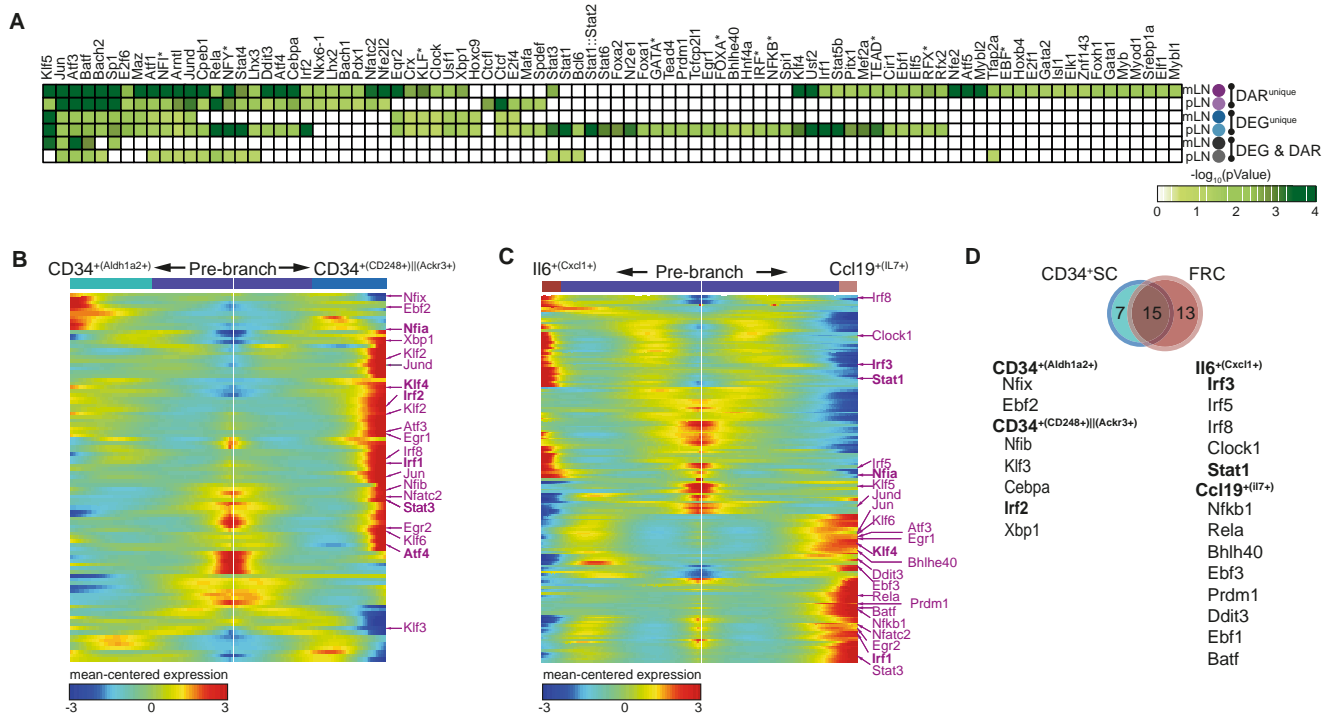 A
Klf5 Jun Atf3 Batf Bach2 Sp1 E2f6 Maz Atf1 NFI* Arntl Jund Cpeb1 Rela NFY* Stat4 Lhx3 Ddit3 Atf4 Cebpa Irf2 Nkx6-1 Lhx2 Bach1 Pdx1 Nfatc2 Nfe2l2 Egr2 Crx KLF* Clock Usf1 Xbp1 Hoxc9 Ctcfl Ctcf E2f4 Mafa Spdef Stat3 Stat1 Bcl6 Stat1::Stat2 Stat6 Nr2e1 Foxa1 GATA* Foxa2 Prdm1 Tead4 Tcfcp2l1 Egr1 FOXA* Bhlhe40 Hnf4a IRF* NFKB* Sni1 Klf4 Usf2 Irf1 Stat5b Pitx1 Mef2a TEAD* Cir1 Ebf1 Elf5 RFX* Rfx2 Nfe2 Atf5 Mybl2 Tfap2a EBF* Hoxb4 E2f1 Gata2 Isl1 Elk1 Znf143 Foxh1 Gata1 Myb Myod1 Srebp1a Elf1 Mybl1
mLN
pLN
DAR^unique
mLN
pLN
DEG^unique
mLN
pLN
DEG & DAR
-log₁₀(pValue)
0 1 2 3 4
B
CD34^+(Aldh1a2+)
Pre-branch
CD34^+(CD248+)||(Ackr3+)
Nfix
Ebf2
Nfia
Xbp1
Klf2
Jund
Klf4
Irf2
Klf2
Atf3
Egr1
Irf8
Irf1
Jun
Nfib
Nfatc2
Stat3
Egr2
Klf6
Atf4
Klf3
mean-centered expression
-3 0 3
C
Il6^+(Cxcl1+)
Pre-branch
Ccl19^+(IL7+)
Irf8
Clock1
Irf3
Stat1
Irf5
Nfia
Klf5
Jund
Jun
Klf6
Atf3
Egr1
Klf4
Bhlhe40
Ddit3
Ebf3
Rela
Prdm1
Batf
Nfkb1
Nfatc2
Egr2
Irf1
Stat3
mean-centered expression
-3 0 3
D
CD34⁺SC
FRC
7 15 13
CD34^+(Aldh1a2+)
Nfix
Ebf2
CD34^+(CD248+)||(Ackr3+)
Nfib
Klf3
Cebpa
Irf2
Xbp1
Il6^+(Cxcl1+)
Irf3
Irf5
Irf8
Clock1
Stat1
Ccl19^+(il7+)
Nfkb1
Rela
Bhlh40
Ebf3
Prdm1
Ddit3
Ebf1
Batf